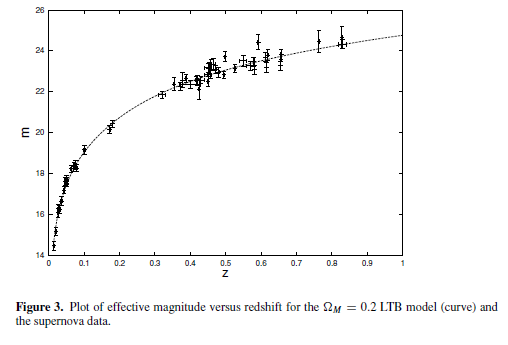 26
24
22
20
18
16
14
m
0 0.1 0.2 0.3 0.4 0.5 0.6 0.7 0.8 0.9 1
z
Figure 3. Plot of effective magnitude versus redshift for the Ω_M = 0.2 LTB model (curve) and
the supernova data.